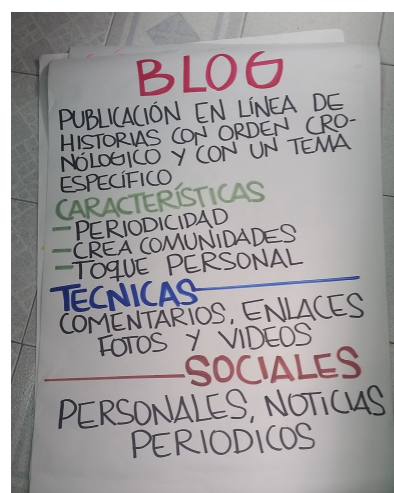 BLOG
PUBLICACIÓN EN LÍNEA DE
HISTORIAS CON ORDEN CRO-
NÓLOGICO Y CON UN TEMA
ESPECÍFICO
CARACTERÍSTICAS
- PERIODICIDAD
- CREA COMUNIDADES
- TOQUE PERSONAL
TECNICAS
COMENTARIOS, ENLACES
FOTOS Y VIDEOS
SOCIALES
PERSONALES, NOTICIAS
PERIODICOS